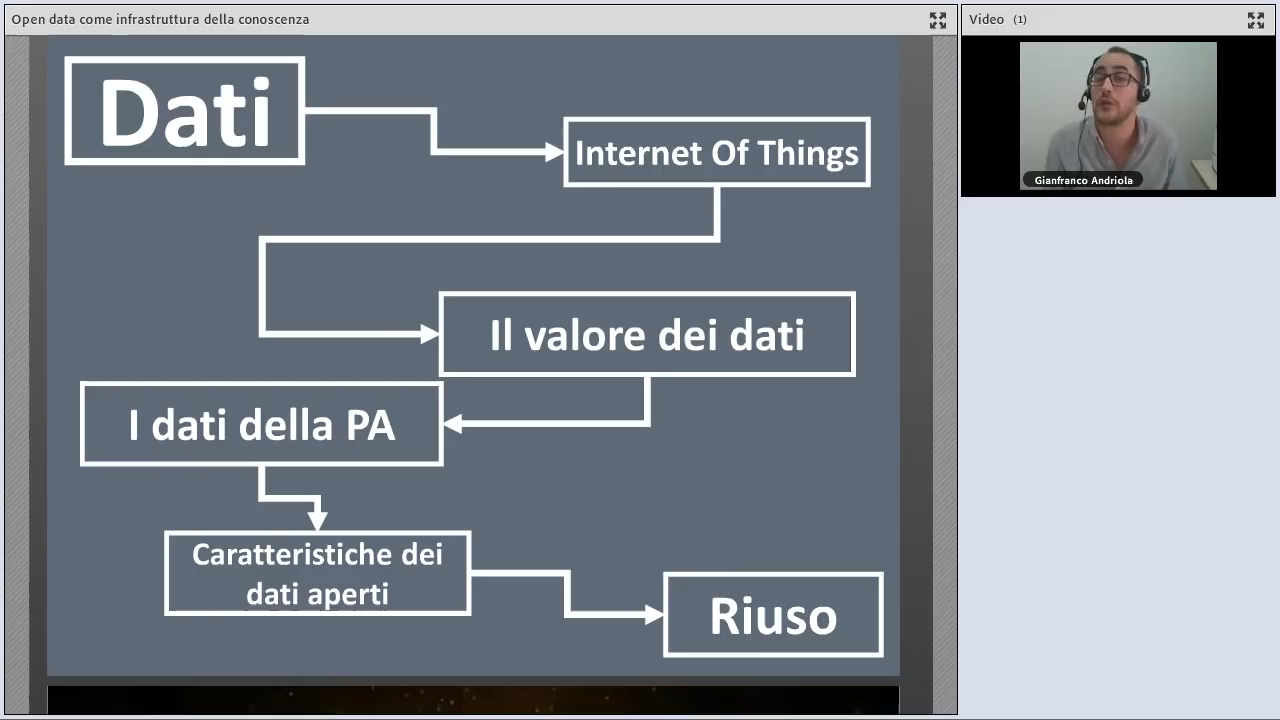 Open data come infrastruttura della conoscenza
Video (1)
Dati
Internet Of Things
Il valore dei dati
I dati della PA
Caratteristiche dei
dati aperti
Riuso
Gianfranco Andriola